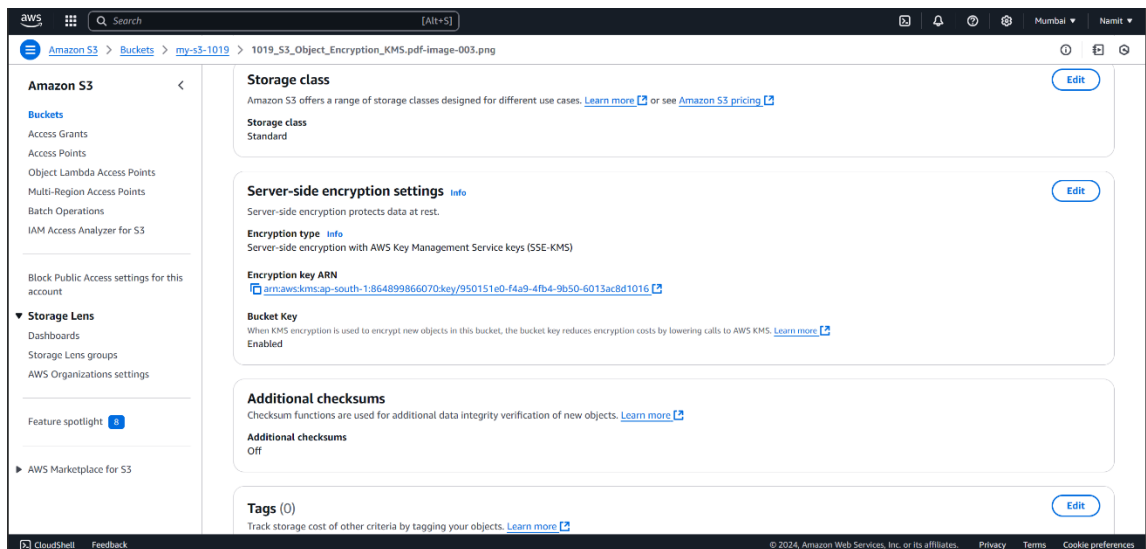 aws
Search
[Alt+S]
Mumbai ▼
Namit ▼
Amazon S3 > Buckets > my-s3-1019 > 1019_S3_Object_Encryption_KMS.pdf-image-003.png
Amazon S3
Buckets
Access Grants
Access Points
Object Lambda Access Points
Multi-Region Access Points
Batch Operations
IAM Access Analyzer for S3
Block Public Access settings for this
account
▼ Storage Lens
Dashboards
Storage Lens groups
AWS Organizations settings
Feature spotlight 8
▶ AWS Marketplace for S3
Storage class
Edit
Amazon S3 offers a range of storage classes designed for different use cases. Learn more or see Amazon S3 pricing
Storage class
Standard
Server-side encryption settings Info
Edit
Server-side encryption protects data at rest.
Encryption type Info
Server-side encryption with AWS Key Management Service keys (SSE-KMS)
Encryption key ARN
arn:aws:kms:ap-south-1:864899866070:key/950151e0-f4a9-4fb4-9b50-6013ac8d1016
Bucket Key
When KMS encryption is used to encrypt new objects in this bucket, the bucket key reduces encryption costs by lowering calls to AWS KMS. Learn more
Enabled
Additional checksums
Checksum functions are used for additional data integrity verification of new objects. Learn more
Additional checksums
Off
Tags (0)
Edit
Track storage cost of other criteria by tagging your objects. Learn more
CloudShell Feedback
© 2024, Amazon Web Services, Inc. or its affiliates. Privacy Terms Cookie preferences